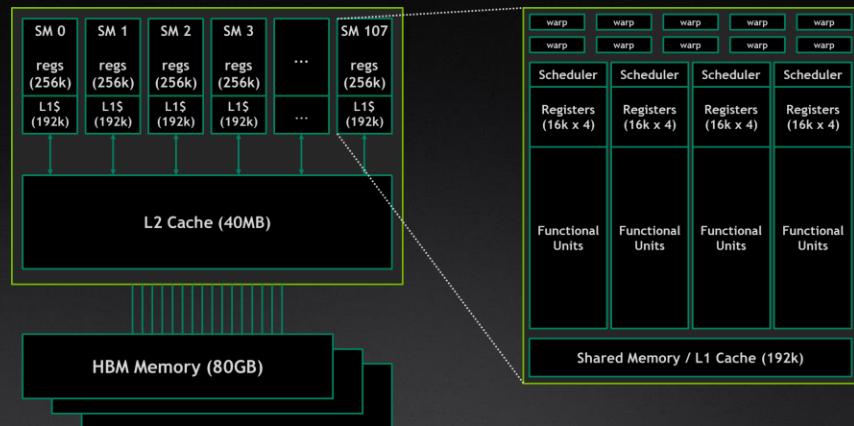 SM 0
regs
(256k)
L1$
(192k)
SM 1
regs
(256k)
L1$
(192k)
SM 2
regs
(256k)
L1$
(192k)
SM 3
regs
(256k)
L1$
(192k)
...
...
SM 107
regs
(256k)
L1$
(192k)
L2 Cache (40MB)
HBM Memory (80GB)
warp warp warp warp warp
warp warp warp warp warp
Scheduler Scheduler Scheduler Scheduler
Registers Registers Registers Registers
(16k x 4) (16k x 4) (16k x 4) (16k x 4)
Functional Functional Functional Functional
Units Units Units Units
Shared Memory / L1 Cache (192k)